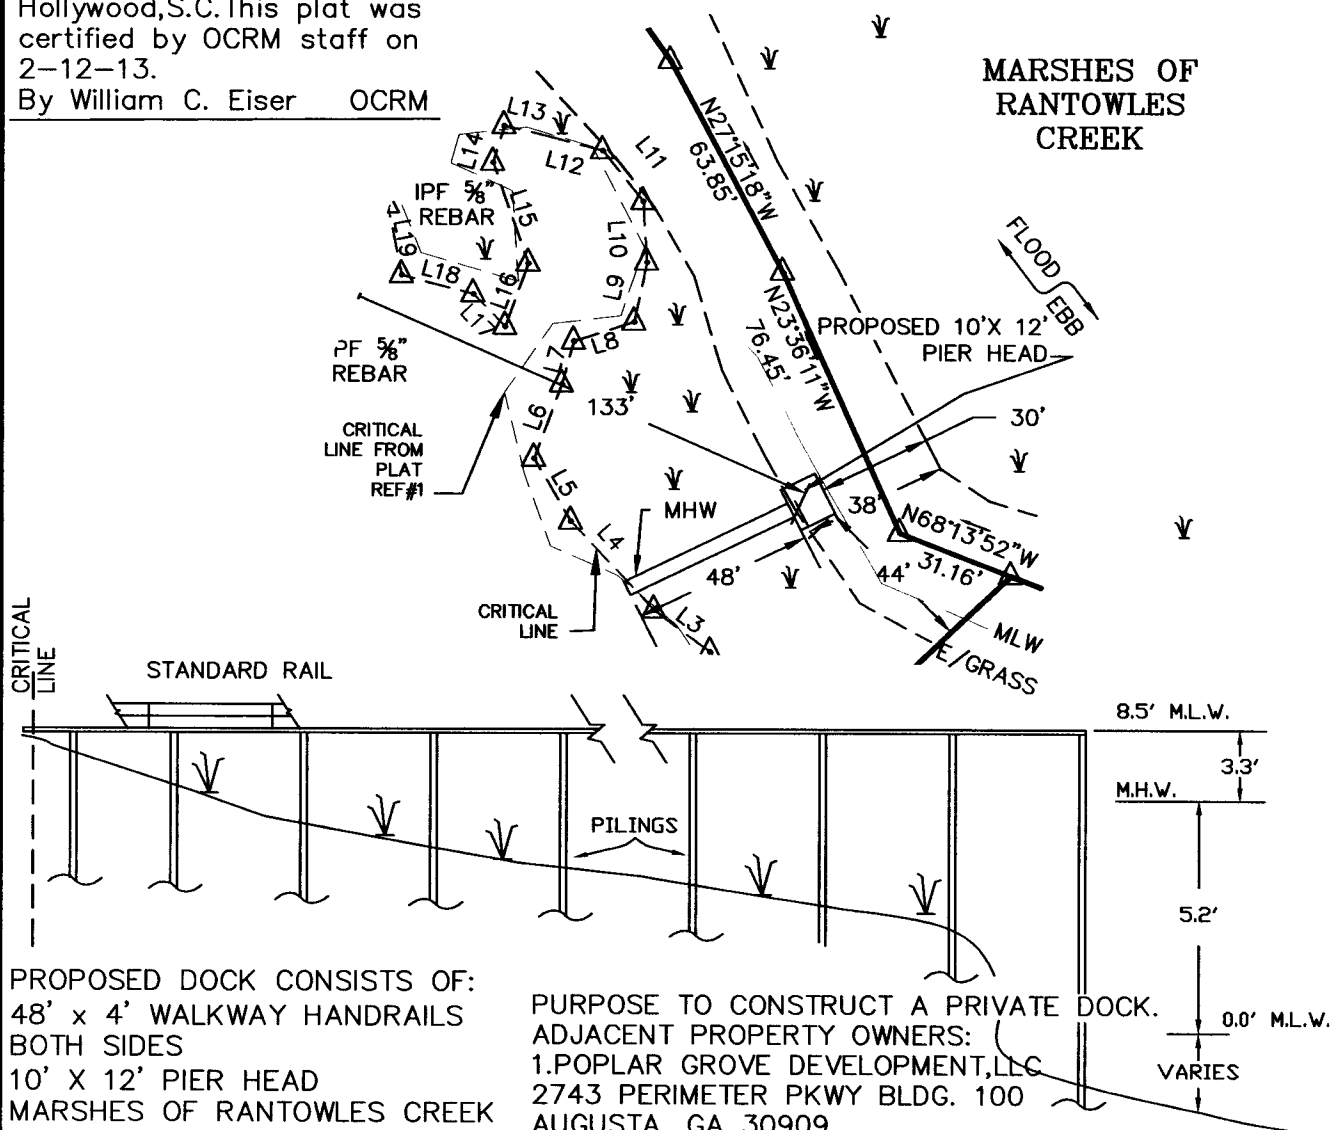 Hollywood,S.C.This plat was
certified by OCRM staff on
2-12-13.
By William C. Eiser OCRM
MARSHES OF
RANTOWLES
CREEK
L13
L14
L12
L11
IPF 5/8"
REBAR
L15
L10
L19
L18
L16
L9
L17
L8
L7
PF 5/8"
REBAR
L6
133'
CRITICAL
LINE FROM
PLAT
REF#1
L5
L4
MHW
48'
CRITICAL
LINE
L3
N27°15'18"W
63.85'
N23°36'11"W
76.45'
FLOOD
EBB
PROPOSED 10'X 12'
PIER HEAD
30'
38'
N68°13'52"W
31.16'
44'
MLW
E/GRASS
CRITICAL
LINE
STANDARD RAIL
PILINGS
8.5' M.L.W.
3.3'
M.H.W.
5.2'
0.0' M.L.W.
VARIES
PROPOSED DOCK CONSISTS OF:
48' x 4' WALKWAY HANDRAILS
BOTH SIDES
10' X 12' PIER HEAD
MARSHES OF RANTOWLES CREEK
PURPOSE TO CONSTRUCT A PRIVATE DOCK.
ADJACENT PROPERTY OWNERS:
1.POPLAR GROVE DEVELOPMENT,LLC
2743 PERIMETER PKWY BLDG. 100
AUGUSTA, GA 30909